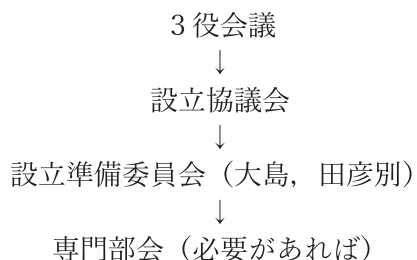 ３役会議
↓
設立協議会
↓
設立準備委員会（大島，田彦別）
↓
専門部会（必要があれば）